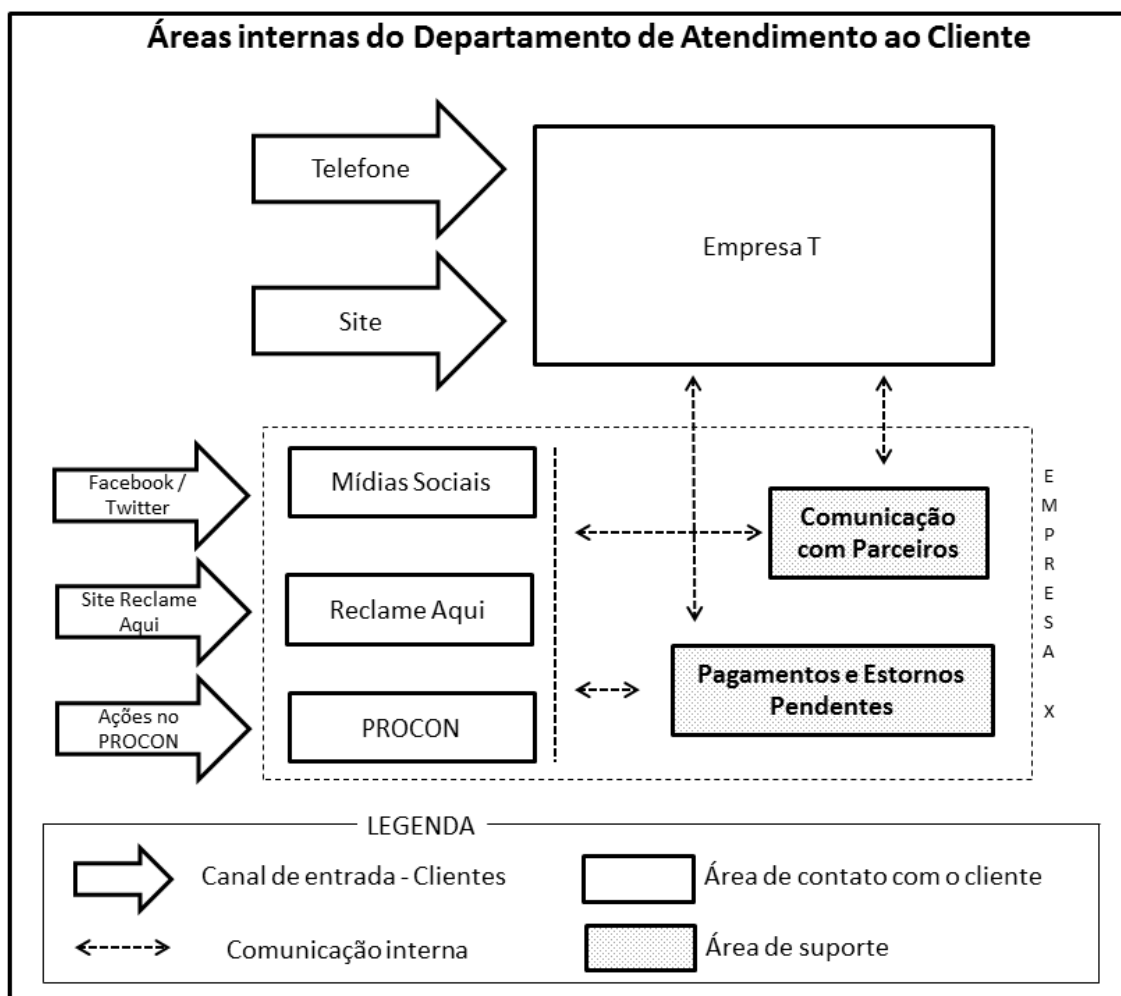 Áreas internas do Departamento de Atendimento ao Cliente
Telefone
Empresa T
Site
Facebook /
Twitter
Mídias Sociais
Comunicação
com Parceiros
Site Reclame
Aqui
Reclame Aqui
Pagamentos e Estornos
Pendentes
Ações no
PROCON
PROCON
EMPRESA X
LEGENDA
Canal de entrada - Clientes
Área de contato com o cliente
Comunicação interna
Área de suporte